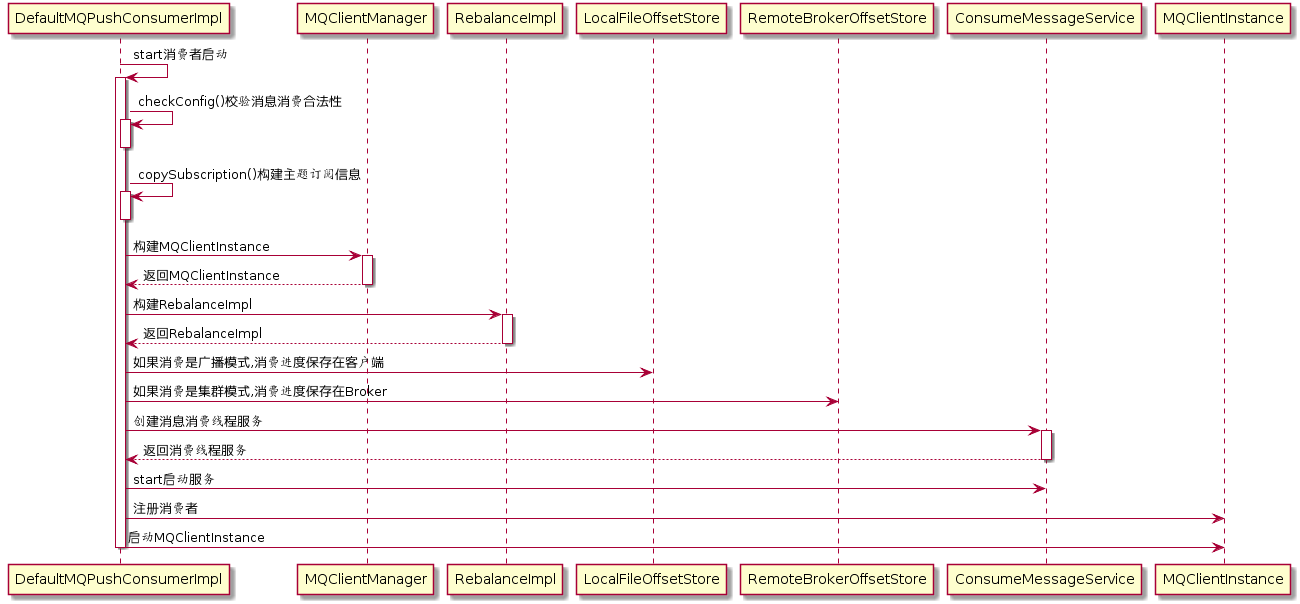 DefaultMQPushConsumerImpl MQClientManager RebalanceImpl LocalFileOffsetStore RemoteBrokerOffsetStore ConsumeMessageService MQClientInstance
start消费者启动
checkConfig()校验消息消费合法性
copySubscription()构建主题订阅信息
构建MQClientInstance
返回MQClientInstance
构建RebalanceImpl
返回RebalanceImpl
如果消费是广播模式,消费进度保存在客户端
如果消费是集群模式,消费进度保存在Broker
创建消息消费线程服务
返回消费线程服务
start启动服务
注册消费者
启动MQClientInstance
DefaultMQPushConsumerImpl MQClientManager RebalanceImpl LocalFileOffsetStore RemoteBrokerOffsetStore ConsumeMessageService MQClientInstance